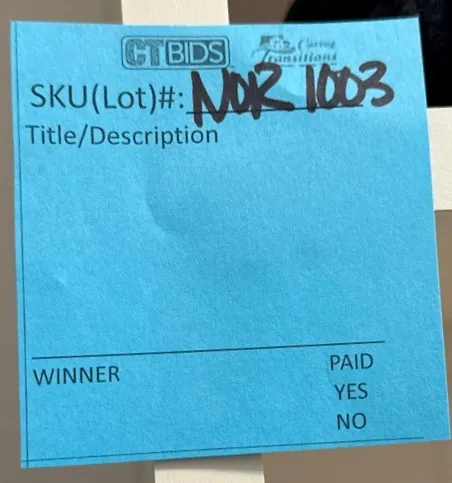 CTBIDS Caring Transitions
SKU(Lot)#: NOR 1003
Title/Description
WINNER PAID
YES
NO